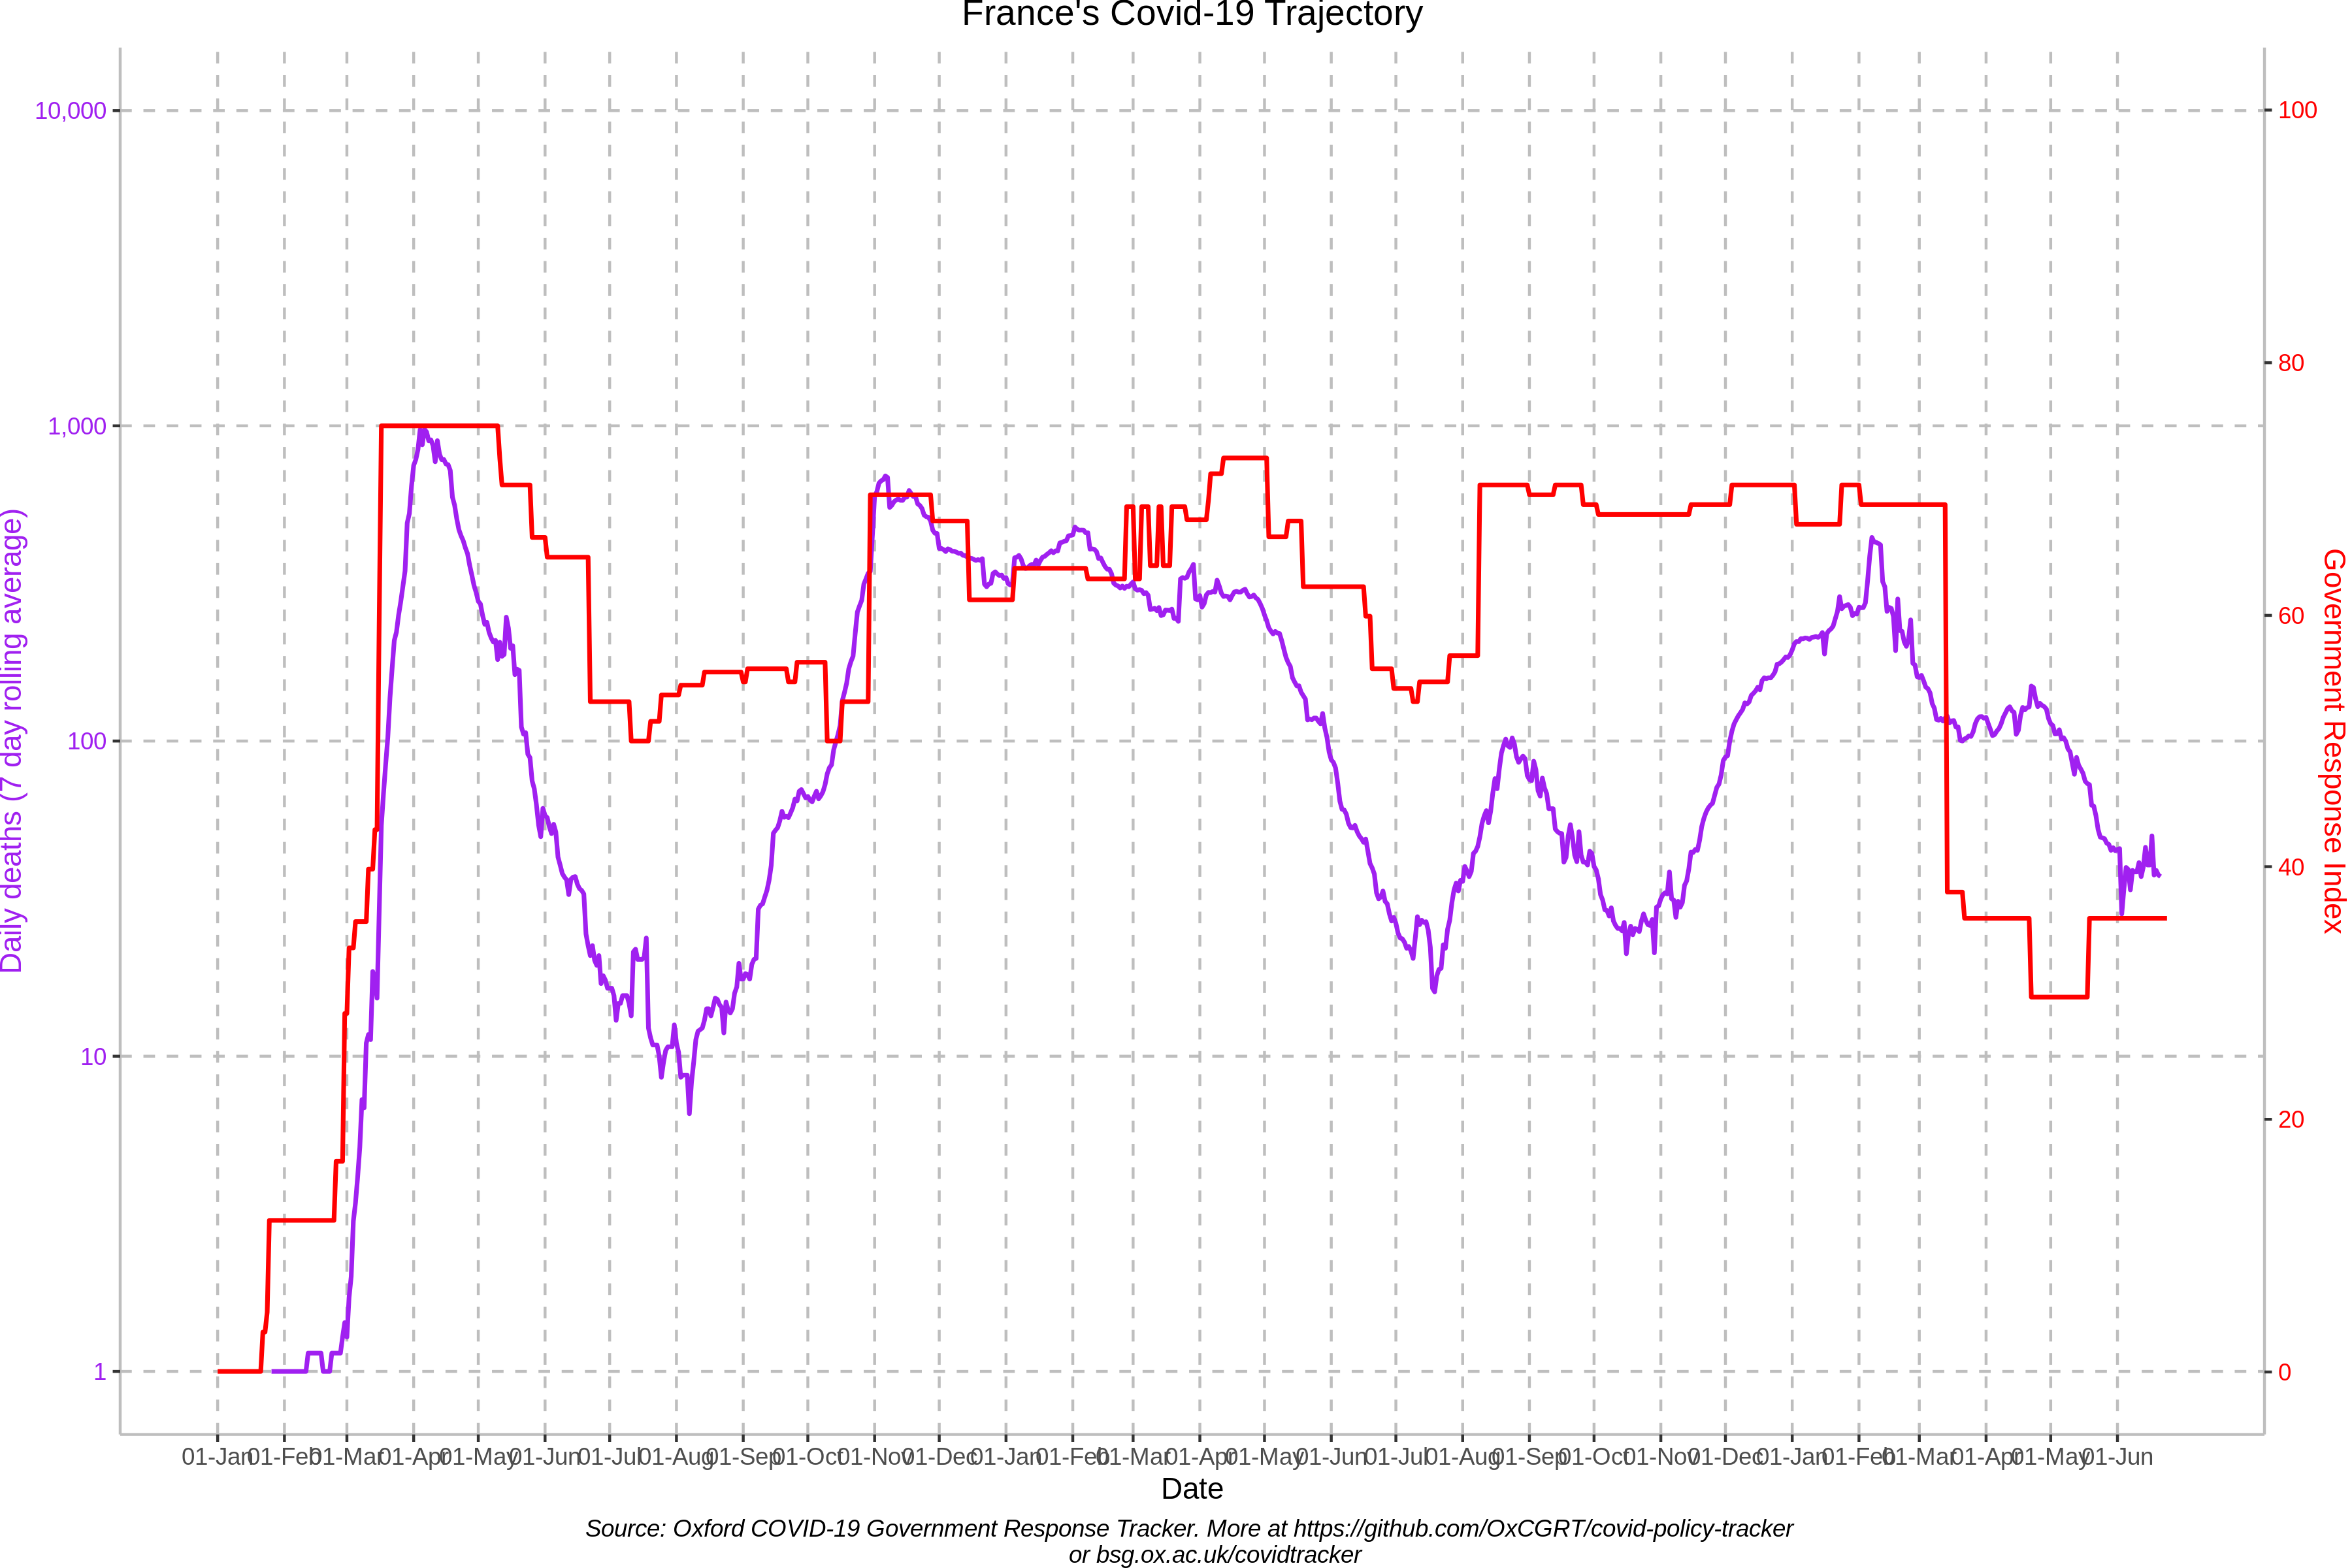 France's Covid-19 Trajectory
10,000
1,000
100
10
1
Daily deaths (7 day rolling average)
100
80
60
40
20
0
Government Response Index
01-Jan 01-Feb 01-Mar 01-Apr 01-May 01-Jun 01-Jul 01-Aug 01-Sep 01-Oct 01-Nov 01-Dec 01-Jan 01-Feb 01-Mar 01-Apr 01-May 01-Jun 01-Jul 01-Aug 01-Sep 01-Oct 01-Nov 01-Dec 01-Jan 01-Feb 01-Mar 01-Apr 01-May 01-Jun
Date
Source: Oxford COVID-19 Government Response Tracker. More at https://github.com/OxCGRT/covid-policy-tracker
or bsg.ox.ac.uk/covidtracker